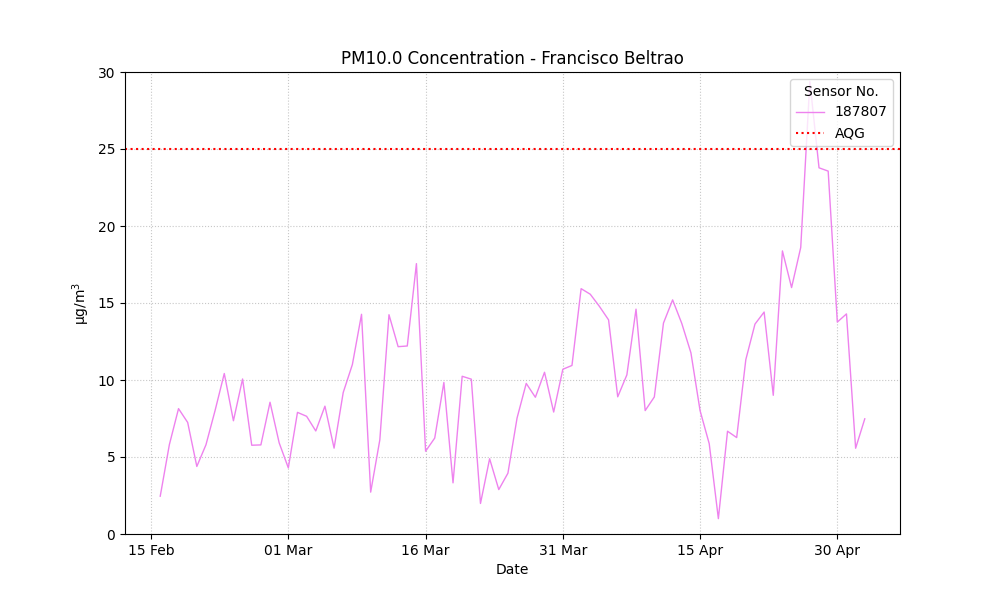 PM10.0 Concentration - Francisco Beltrao
Sensor No.
187807
AQG
30
25
20
15
10
5
0
µg/m³
15 Feb
01 Mar
16 Mar
31 Mar
15 Apr
30 Apr
Date